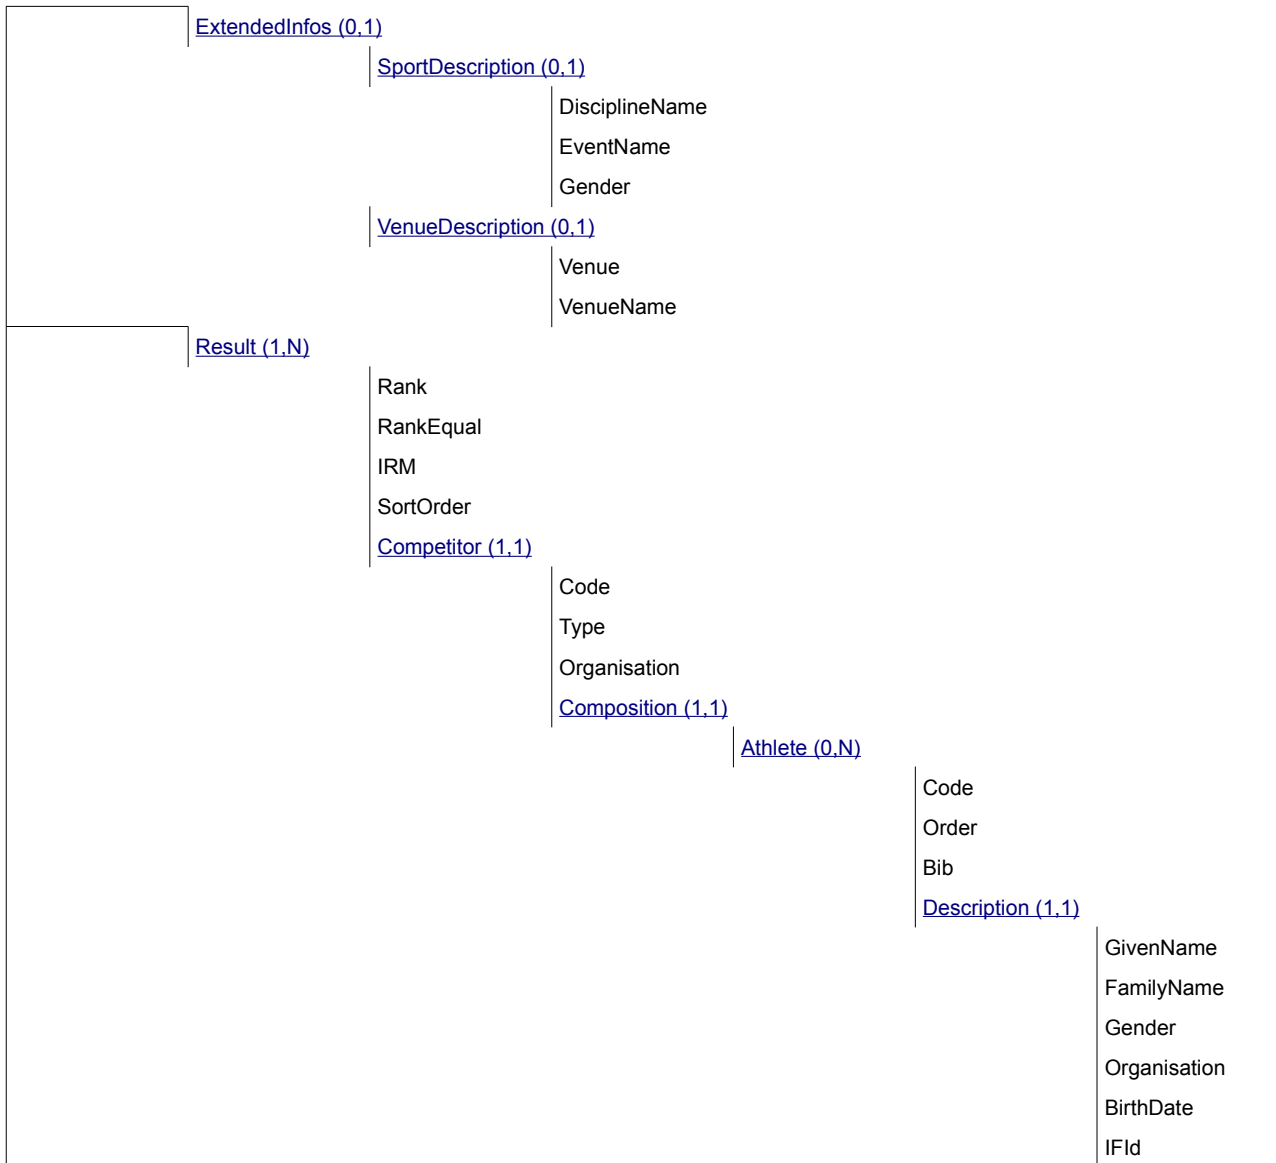 ExtendedInfos (0,1)
SportDescription (0,1)
DisciplineName
EventName
Gender
VenueDescription (0,1)
Venue
VenueName
Result (1,N)
Rank
RankEqual
IRM
SortOrder
Competitor (1,1)
Code
Type
Organisation
Composition (1,1)
Athlete (0,N)
Code
Order
Bib
Description (1,1)
GivenName
FamilyName
Gender
Organisation
BirthDate
IFId